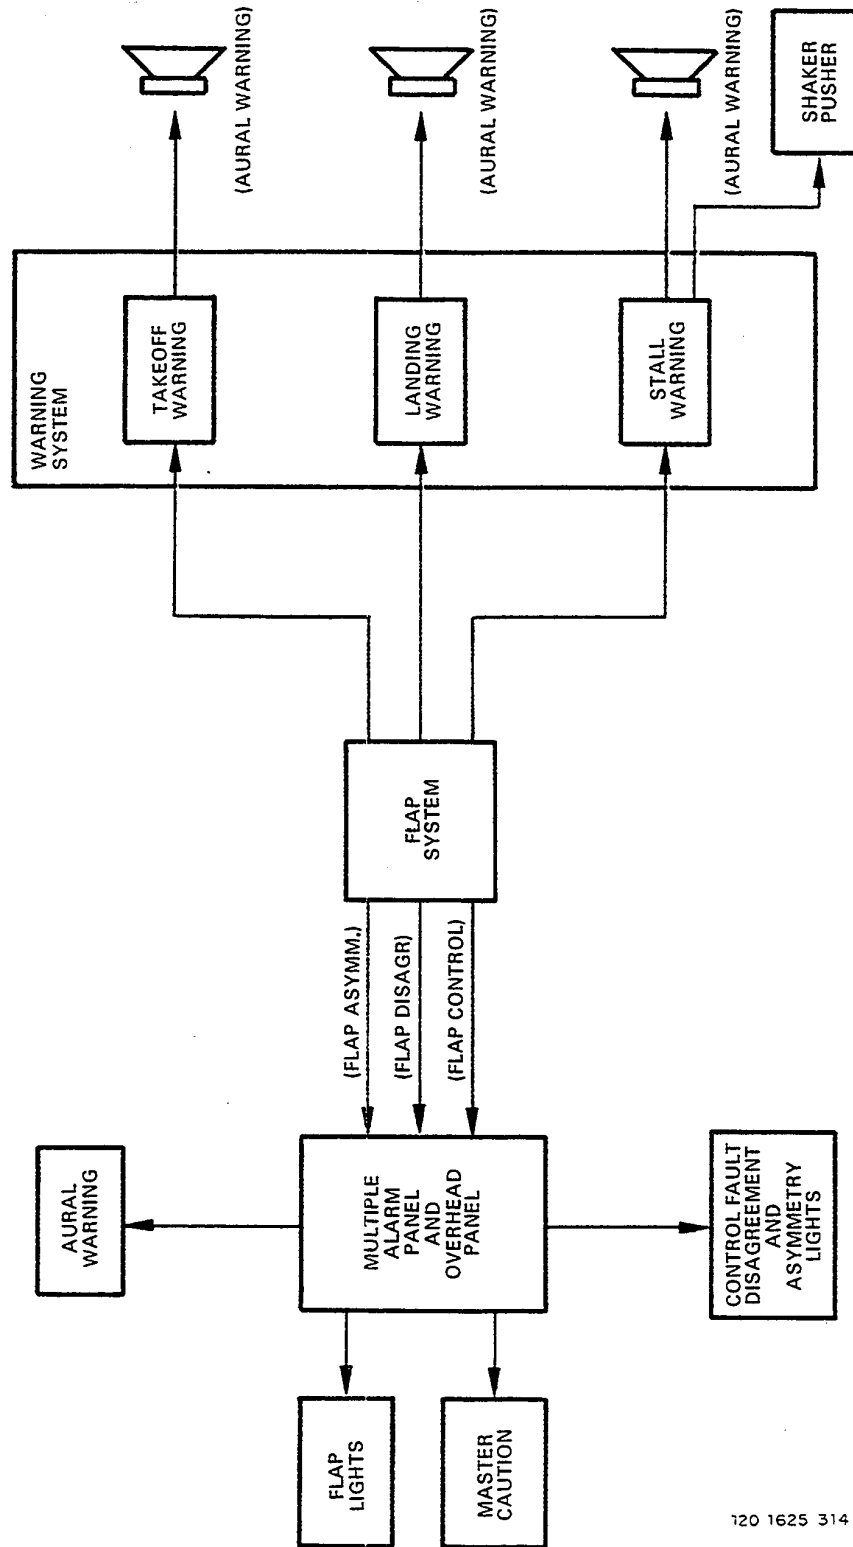 WARNING
SYSTEM
TAKEOFF
WARNING
(AURAL WARNING)
LANDING
WARNING
(AURAL WARNING)
STALL
WARNING
(AURAL WARNING)
SHAKER
PUSHER
FLAP
SYSTEM
(FLAP ASYMM.)
(FLAP DISAGR)
(FLAP CONTROL)
AURAL
WARNING
MULTIPLE
ALARM
PANEL
AND
OVERHEAD
PANEL
CONTROL FAULT
DISAGREEMENT
AND
ASYMMETRY
LIGHTS
FLAP
LIGHTS
MASTER
CAUTION
120 1625 314